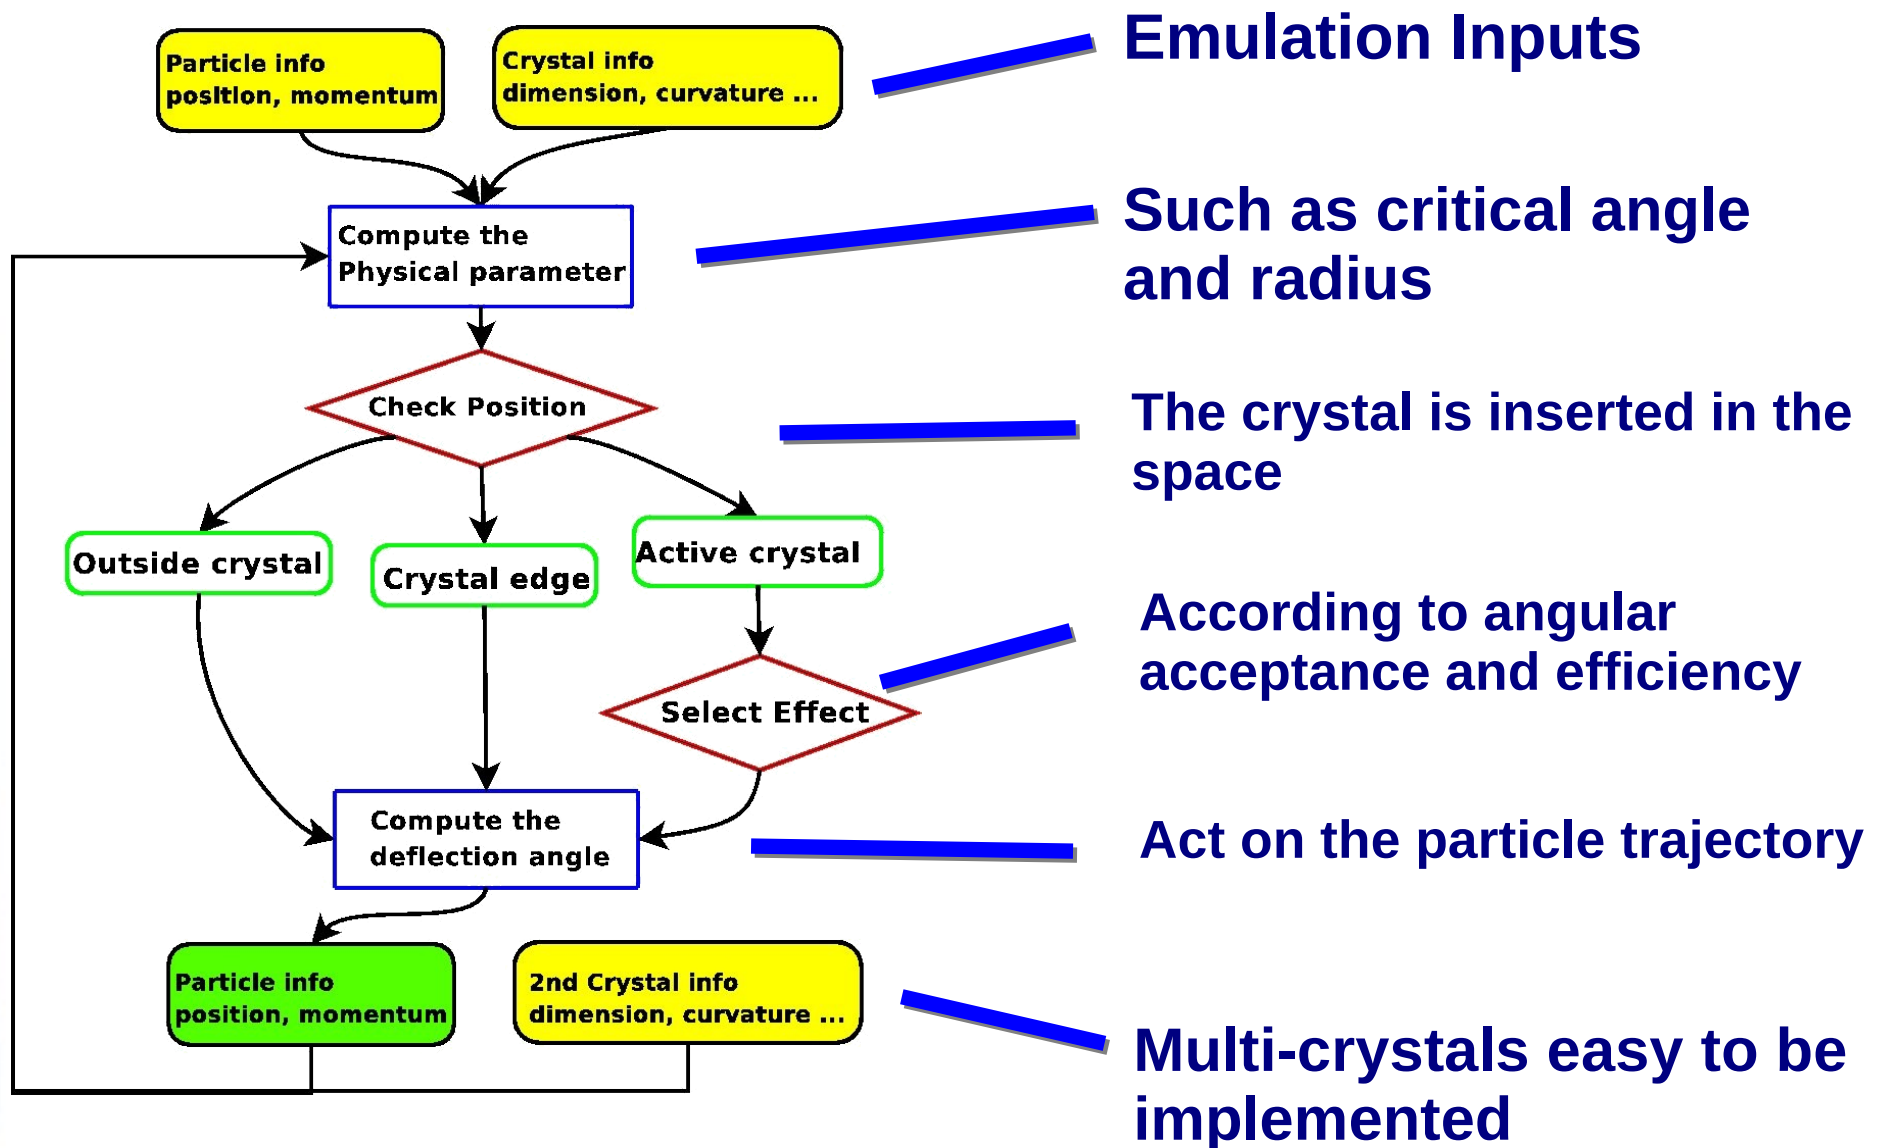 Particle info
position, momentum
Crystal info
dimension, curvature ...
Emulation Inputs
Compute the
Physical parameter
Such as critical angle
and radius
Check Position
The crystal is inserted in the
space
Outside crystal
Crystal edge
Active crystal
According to angular
acceptance and efficiency
Select Effect
Compute the
deflection angle
Act on the particle trajectory
Particle info
position, momentum
2nd Crystal info
dimension, curvature ...
Multi-crystals easy to be
implemented